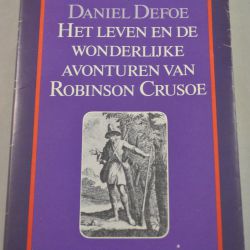 DANIEL DEFOE
HET LEVEN EN DE
WONDERLIJKE
AVONTUREN VAN
ROBINSON CRUSOE